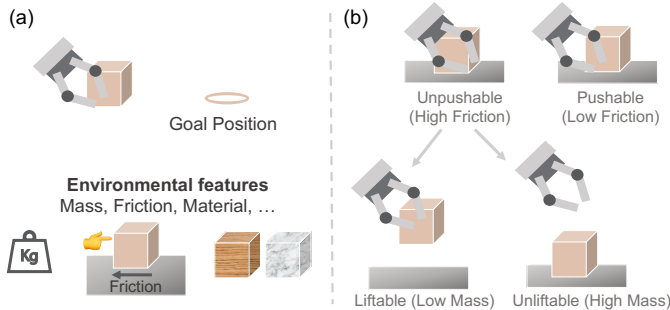 (a)
Goal Position
Environmental features
Mass, Friction, Material, ...
Kg
Friction
(b)
Unpushable
(High Friction)
Pushable
(Low Friction)
Liftable (Low Mass)
Unliftable (High Mass)